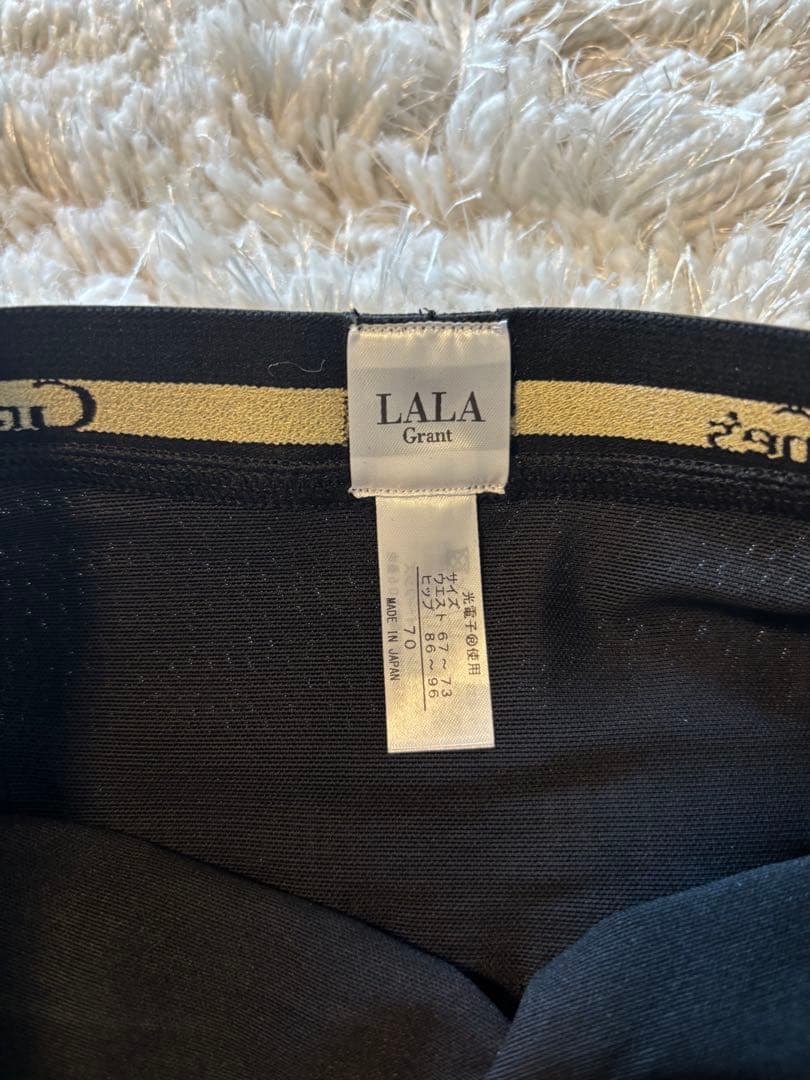 LALA
Grant
光電子®使用
サイズ
ウエスト 67～73
ヒップ 86～96
70
MADE IN JAPAN